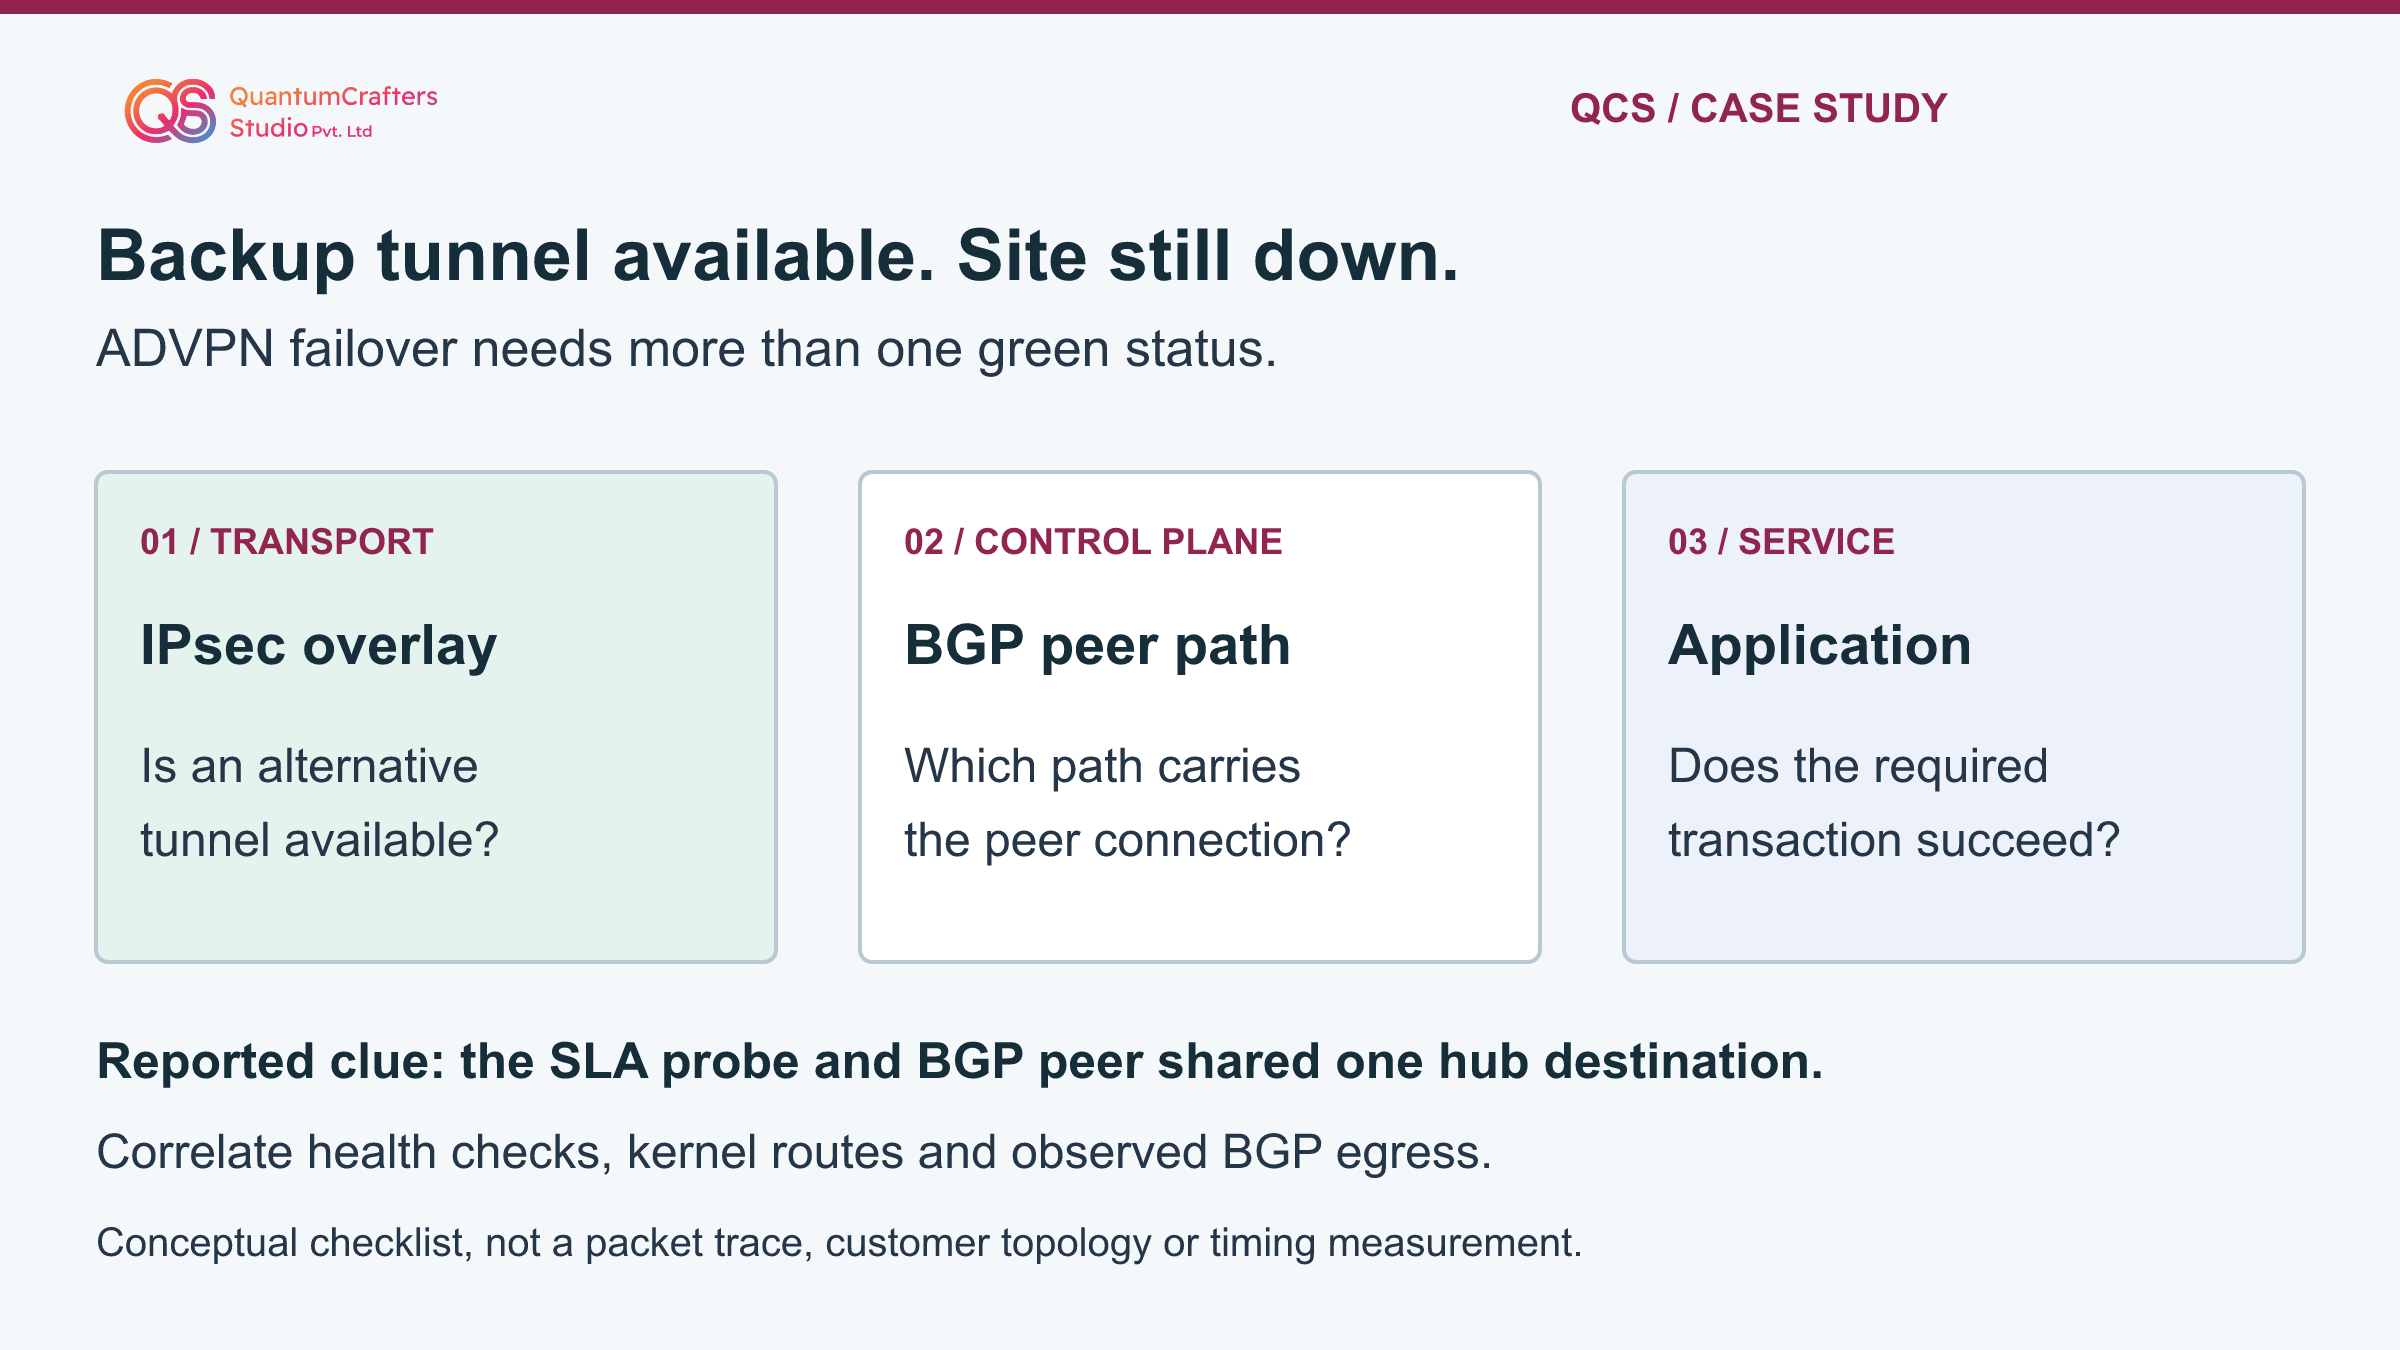 QS QuantumCrafters
Studio Pvt. Ltd
QCS / CASE STUDY
Backup tunnel available. Site still down.
ADVPN failover needs more than one green status.
01 / TRANSPORT
IPsec overlay
Is an alternative
tunnel available?
02 / CONTROL PLANE
BGP peer path
Which path carries
the peer connection?
03 / SERVICE
Application
Does the required
transaction succeed?
Reported clue: the SLA probe and BGP peer shared one hub destination.
Correlate health checks, kernel routes and observed BGP egress.
Conceptual checklist, not a packet trace, customer topology or timing measurement.